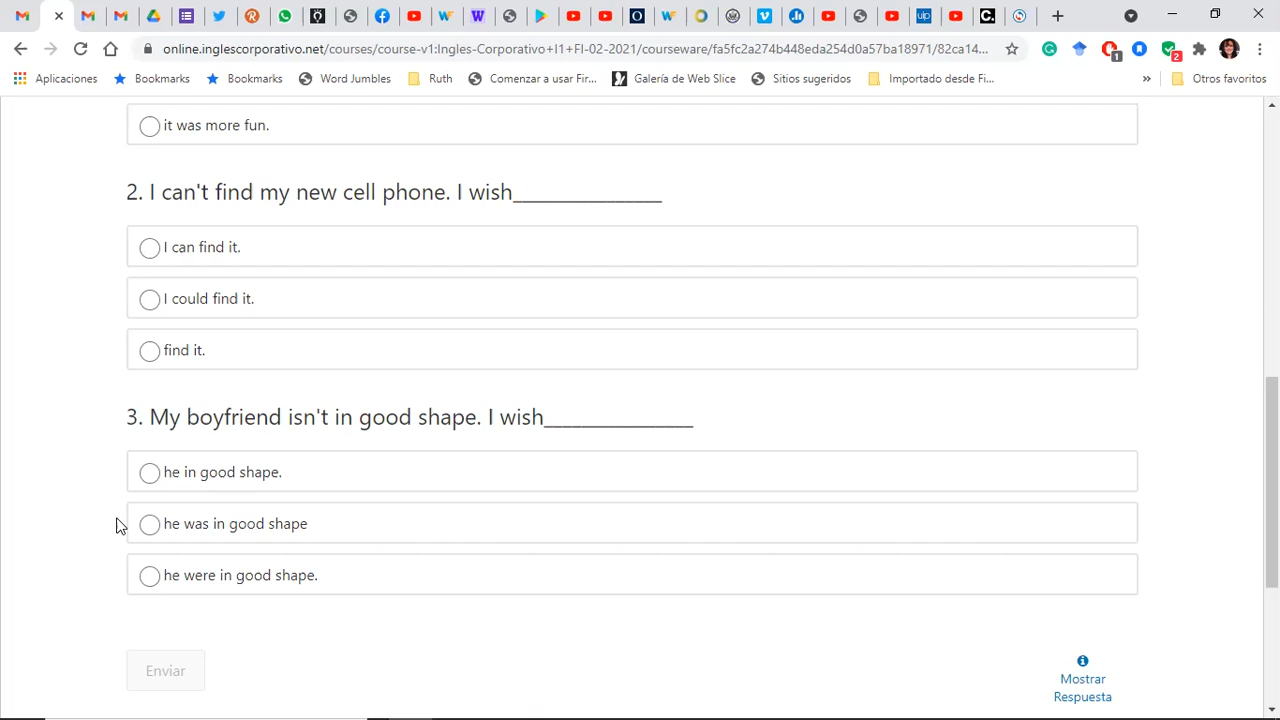 online.inglescorporativo.net/courses/course-v1:Ingles-Corporativo+I1+FI-02-2021/courseware/fa5fc2a274b448eda254d0a57ba18971/82ca14...
Aplicaciones Bookmarks Bookmarks Word Jumbles Ruth Comenzar a usar Fir... Galería de Web Slice Sitios sugeridos Importado desde Fi... » Otros favoritos
it was more fun.
2. I can't find my new cell phone. I wish________________
I can find it.
I could find it.
find it.
3. My boyfriend isn't in good shape. I wish________________
he in good shape.
he was in good shape
he were in good shape.
Enviar
Mostrar
Respuesta